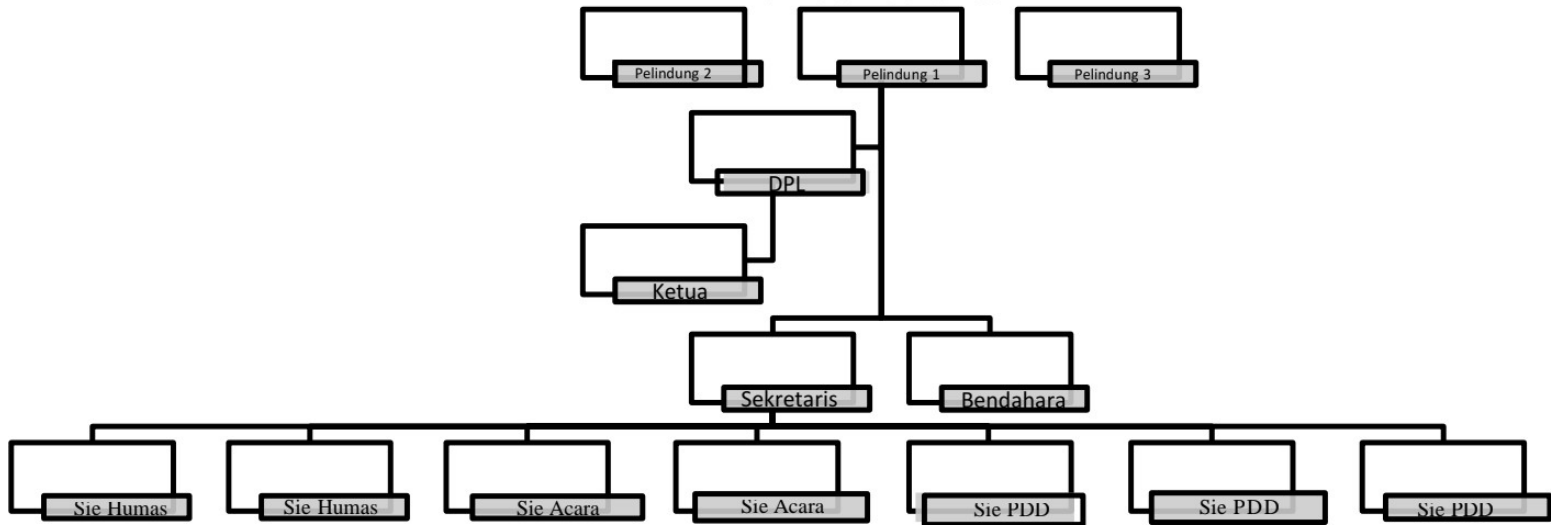 Pelindung 2
Pelindung 1
Pelindung 3
DPL
Ketua
Sekretaris
Bendahara
Sie Humas
Sie Humas
Sie Acara
Sie Acara
Sie PDD
Sie PDD
Sie PDD